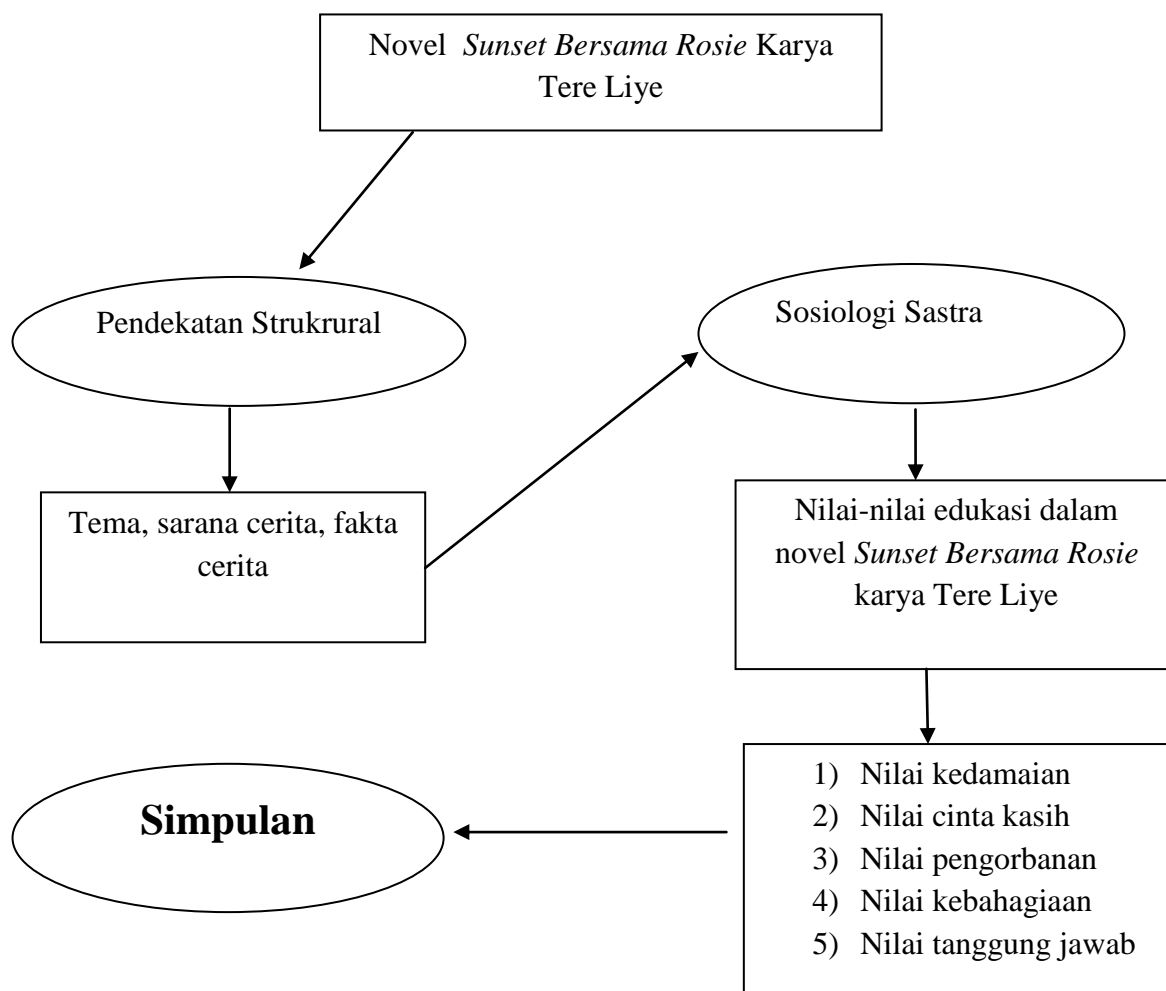 Novel Sunset Bersama Rosie Karya
Tere Liye
Pendekatan Strukrural
Tema, sarana cerita, fakta
cerita
Sosiologi Sastra
Nilai-nilai edukasi dalam
novel Sunset Bersama Rosie
karya Tere Liye
1) Nilai kedamaian
2) Nilai cinta kasih
3) Nilai pengorbanan
4) Nilai kebahagiaan
5) Nilai tanggung jawab
Simpulan